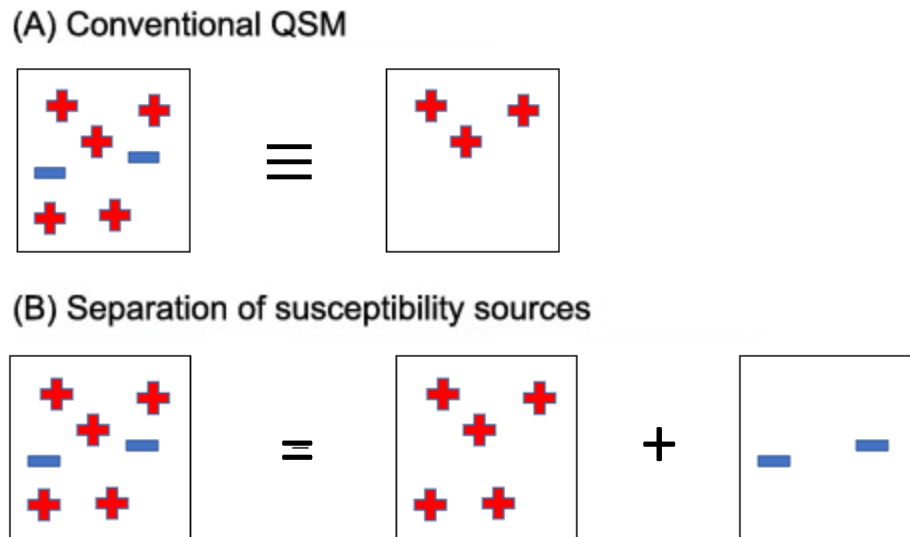 (A) Conventional QSM
≡
(B) Separation of susceptibility sources
= +